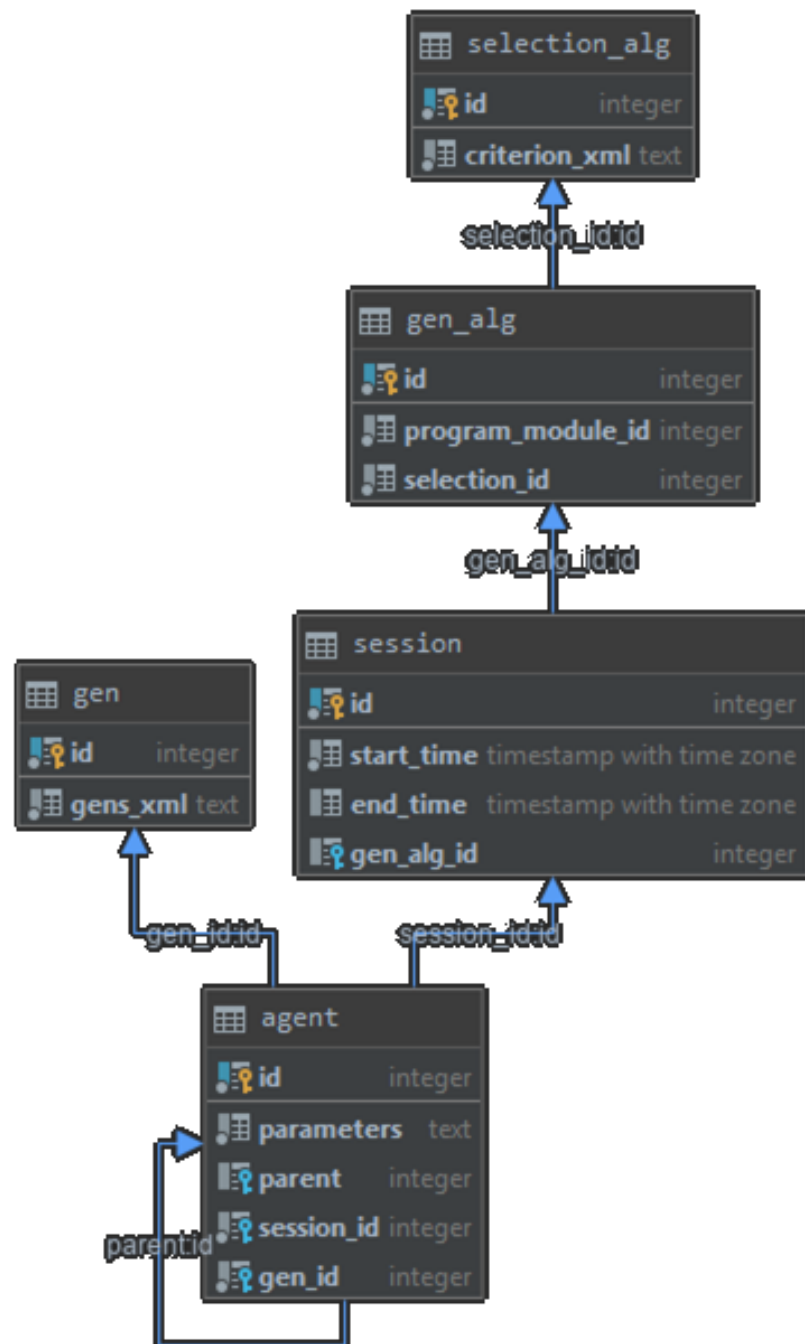 selection_alg
id integer
criterion_xml text
selection_id:id
gen_alg
id integer
program_module_id integer
selection_id integer
gen_alg_id:id
session
id integer
start_time timestamp with time zone
end_time timestamp with time zone
gen_alg_id integer
gen
id integer
gens_xml text
gen_id:id
session_id:id
agent
id integer
parameters text
parent integer
session_id integer
gen_id integer
parent:id